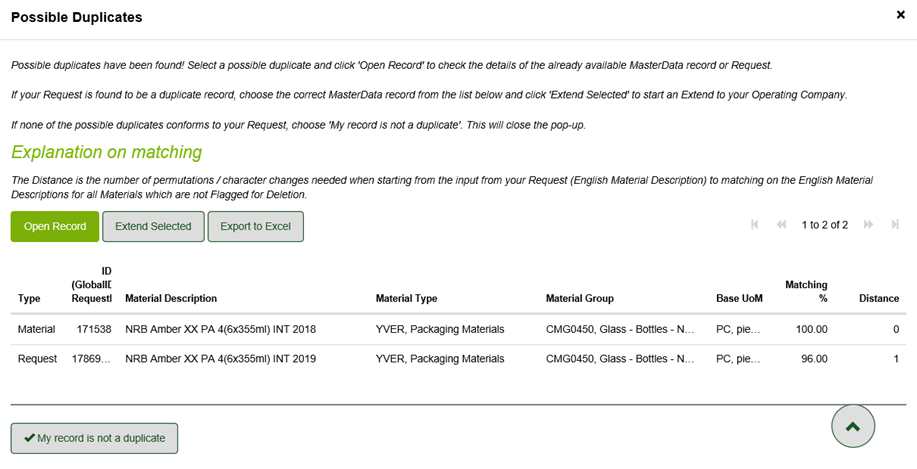 Possible Duplicates
×
Possible duplicates have been found! Select a possible duplicate and click 'Open Record' to check the details of the already available MasterData record or Request.
If your Request is found to be a duplicate record, choose the correct MasterData record from the list below and click 'Extend Selected' to start an Extend to your Operating Company.
If none of the possible duplicates conforms to your Request, choose 'My record is not a duplicate'. This will close the pop-up.
Explanation on matching
The Distance is the number of permutations / character changes needed when starting from the input from your Request (English Material Description) to matching on the English Material
Descriptions for all Materials which are not Flagged for Deletion.
Open Record Extend Selected Export to Excel 1 to 2 of 2
ID
(GlobalID Matching
Type RequestI Material Description Material Type Material Group Base UoM % Distance
Material 171538 NRB Amber XX PA 4(6x355ml) INT 2018 YVER, Packaging Materials CMG0450, Glass - Bottles - N... PC, pie... 100.00 0
Request 17869... NRB Amber XX PA 4(6x355ml) INT 2019 YVER, Packaging Materials CMG0450, Glass - Bottles - N... PC, pie... 96.00 1
My record is not a duplicate